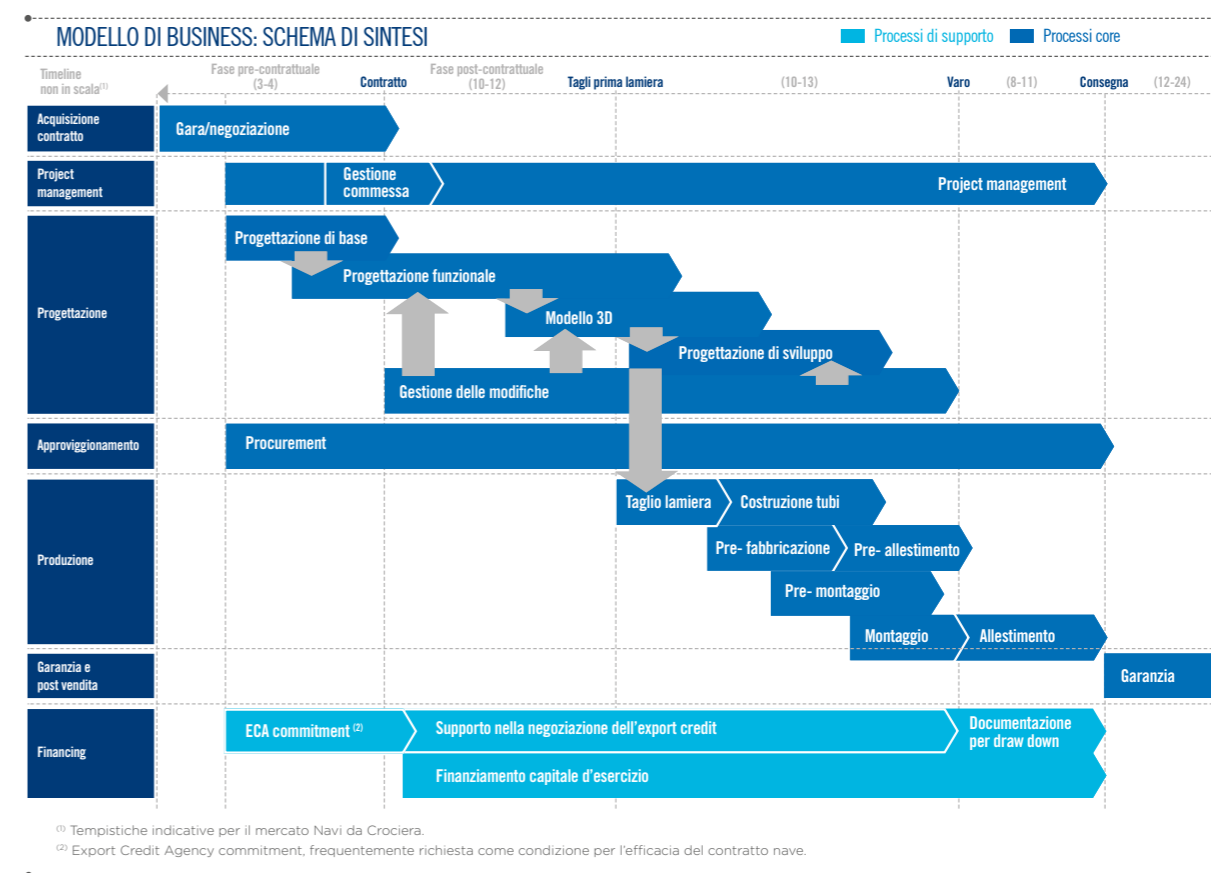 MODELLO DI BUSINESS: SCHEMA DI SINTESI
Processi di supporto
Processi core
Timeline
non in scala(1)
Fase pre-contrattuale
(3-4)
Contratto
Fase post-contrattuale
(10-12)
Tagli prima lamiera
(10-13)
Varo
(8-11)
Consegna
(12-24)
Acquisizione
contratto
Gara/negoziazione
Project
management
Gestione
commessa
Project management
Progettazione
Progettazione di base
Progettazione funzionale
Modello 3D
Progettazione di sviluppo
Gestione delle modifiche
Approviggionamento
Procurement
Produzione
Taglio lamiera
Costruzione tubi
Pre- fabbricazione
Pre- allestimento
Pre- montaggio
Montaggio
Allestimento
Garanzia e
post vendita
Garanzia
Financing
ECA commitment (2)
Supporto nella negoziazione dell'export credit
Documentazione
per draw down
Finanziamento capitale d'esercizio
(1) Tempistiche indicative per il mercato Navi da Crociera.
(2) Export Credit Agency commitment, frequentemente richiesta come condizione per l'efficacia del contratto nave.